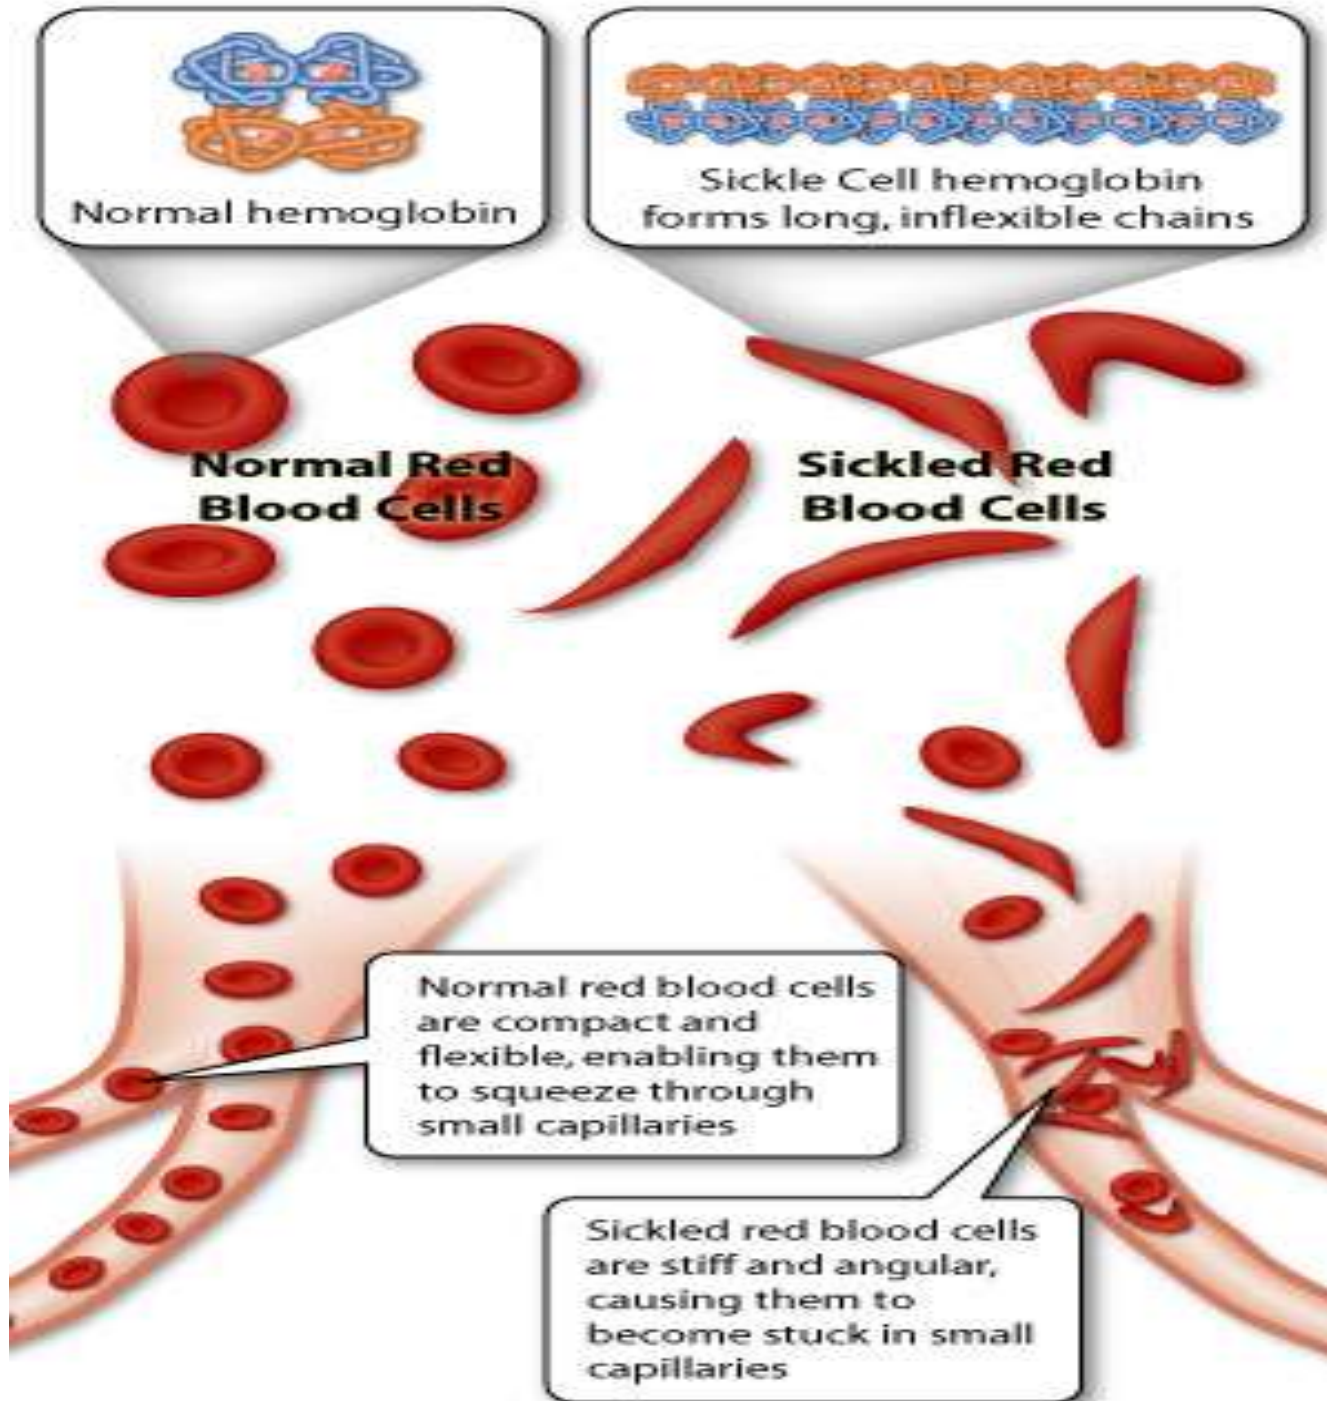 Normal hemoglobin
Sickle Cell hemoglobin
forms long, inflexible chains
Normal Red
Blood Cells
Sickled Red
Blood Cells
Normal red blood cells
are compact and
flexible, enabling them
to squeeze through
small capillaries
Sickled red blood cells
are stiff and angular,
causing them to
become stuck in small
capillaries